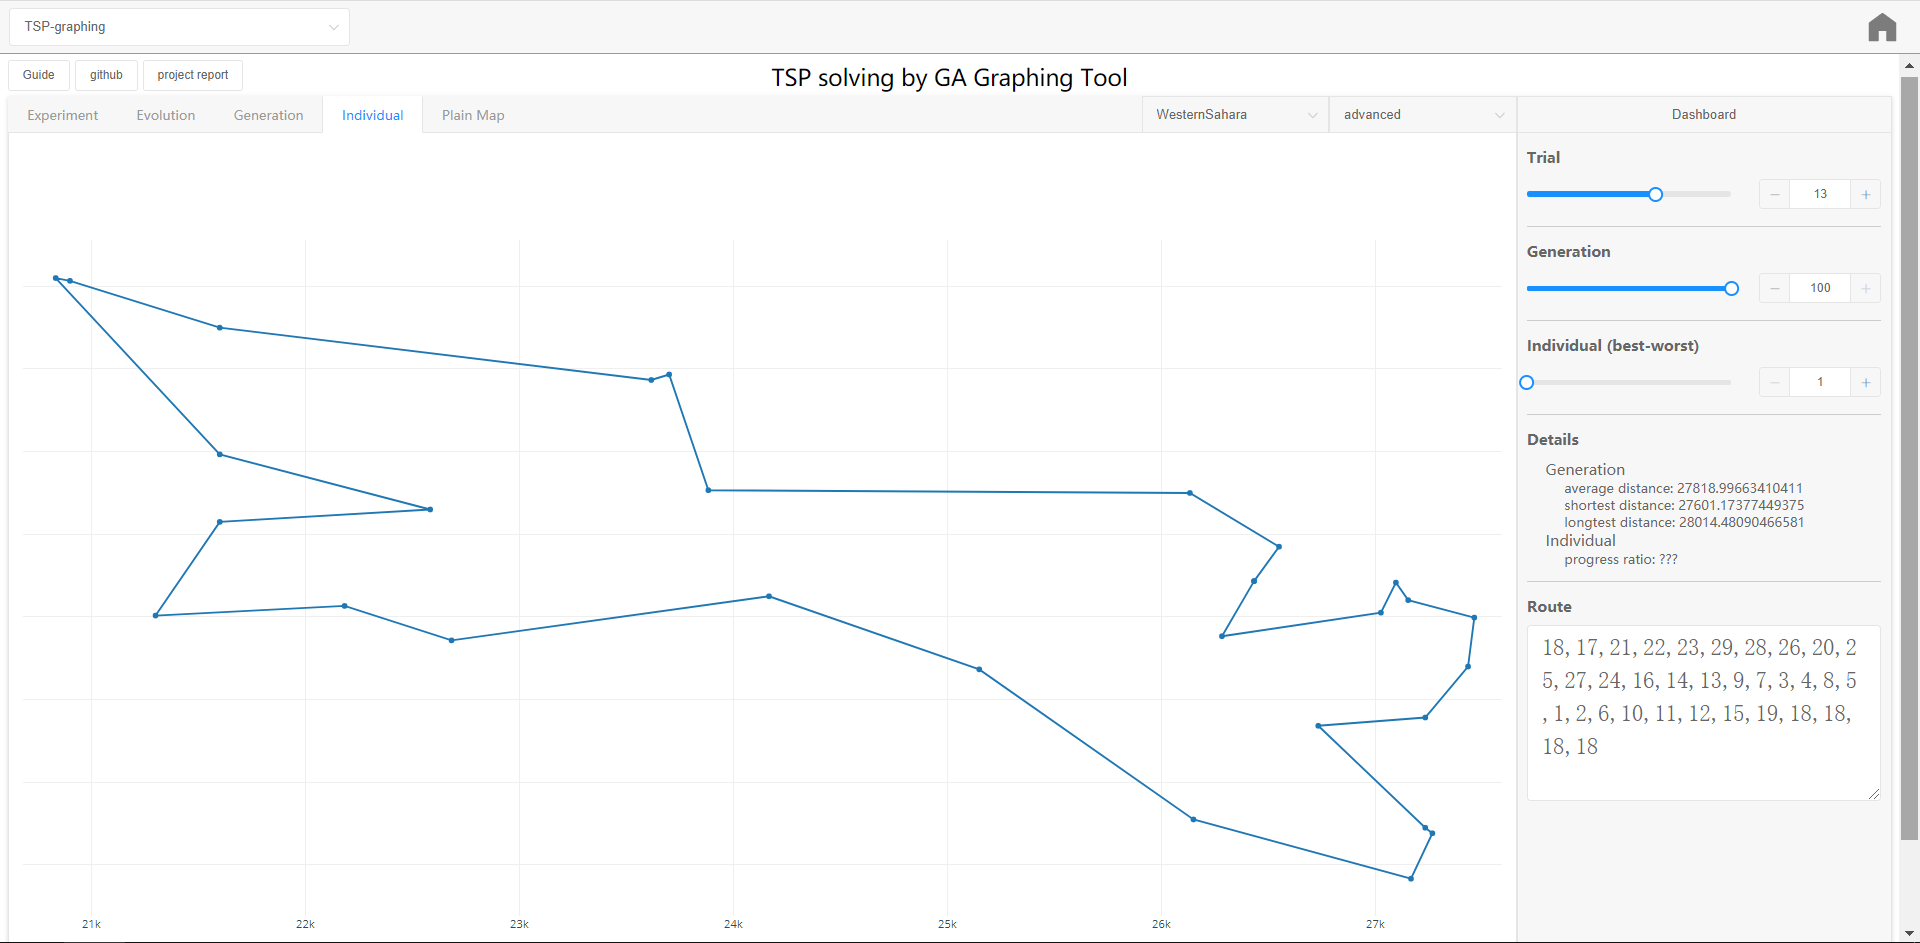 TSP-graphing
Guide
github
project report
TSP solving by GA Graphing Tool
Experiment
Evolution
Generation
Individual
Plain Map
WesternSahara
advanced
Dashboard
Trial
13
Generation
100
Individual (best-worst)
1
Details
Generation
average distance: 27818.99663410411
shortest distance: 27601.17377449375
longtest distance: 28014.48090466581
Individual
progress ratio: ???
Route
18, 17, 21, 22, 23, 29, 28, 26, 20, 2
5, 27, 24, 16, 14, 13, 9, 7, 3, 4, 8, 5
, 1, 2, 6, 10, 11, 12, 15, 19, 18, 18,
18, 18
21k
22k
23k
24k
25k
26k
27k